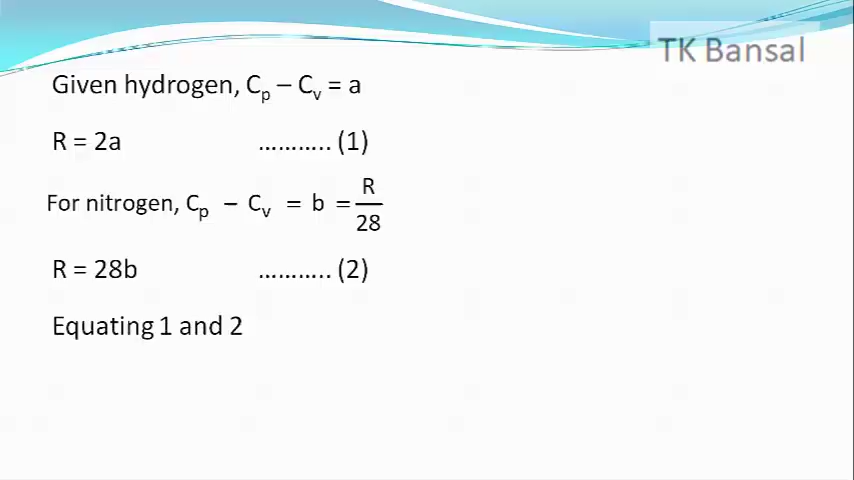 TK Bansal
Given hydrogen, Cp – Cv = a
R = 2a ……….. (1)
For nitrogen, Cp – Cv = b = R/28
R = 28b ……….. (2)
Equating 1 and 2